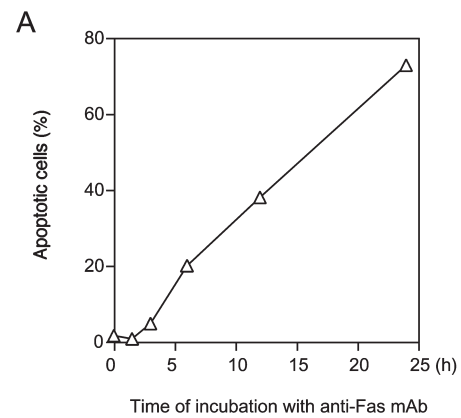 A
80
60
40
20
0
Apoptotic cells (%)
0 5 10 15 20 25 (h)
Time of incubation with anti-Fas mAb